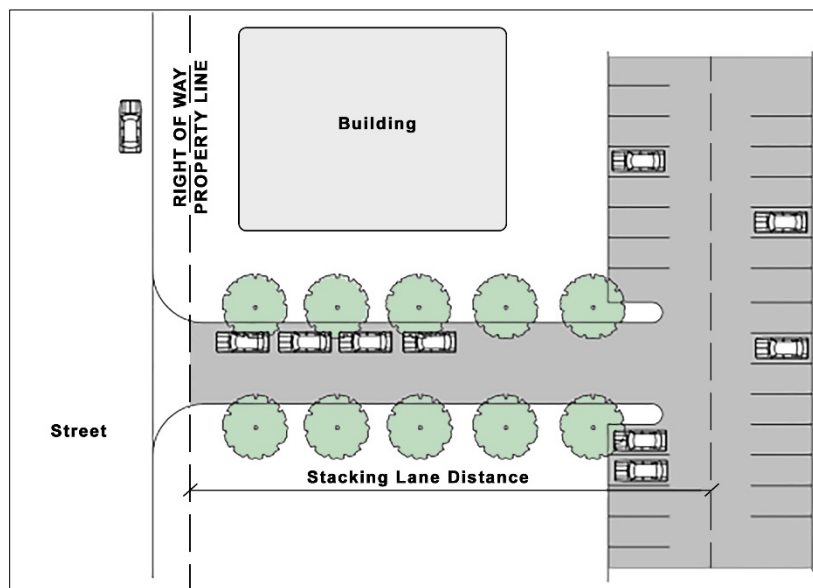 RIGHT OF WAY
PROPERTY LINE
Building
Street
Stacking Lane Distance